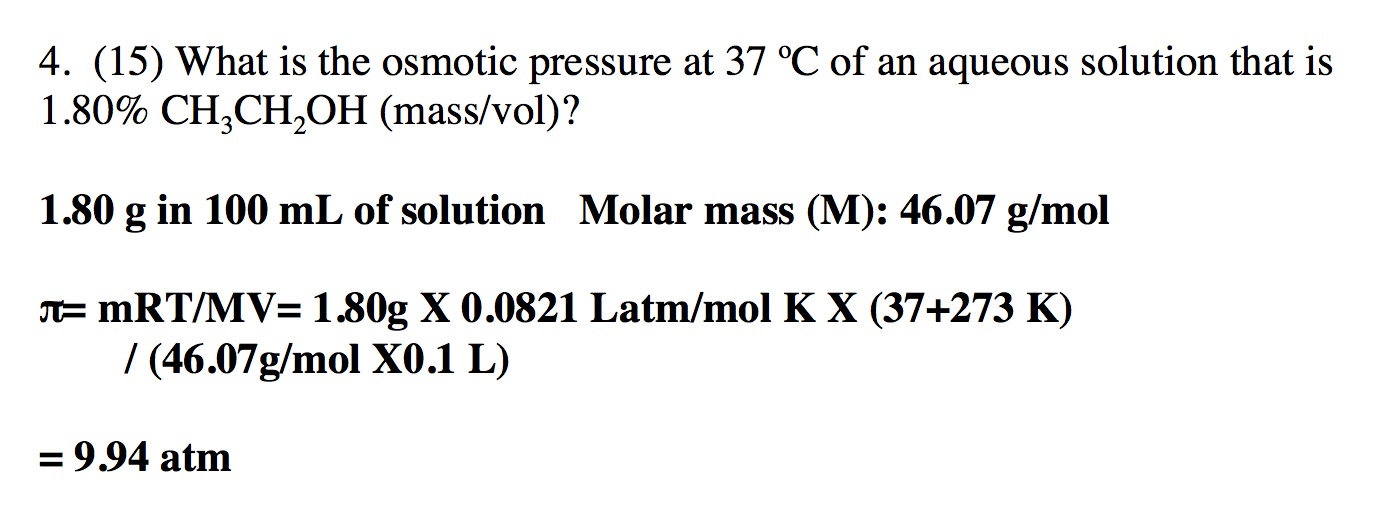 4. (15) What is the osmotic pressure at 37 ºC of an aqueous solution that is
1.80% CH₃CH₂OH (mass/vol)?
1.80 g in 100 mL of solution Molar mass (M): 46.07 g/mol
π= mRT/MV= 1.80g X 0.0821 Latm/mol K X (37+273 K)
/ (46.07g/mol X0.1 L)
= 9.94 atm